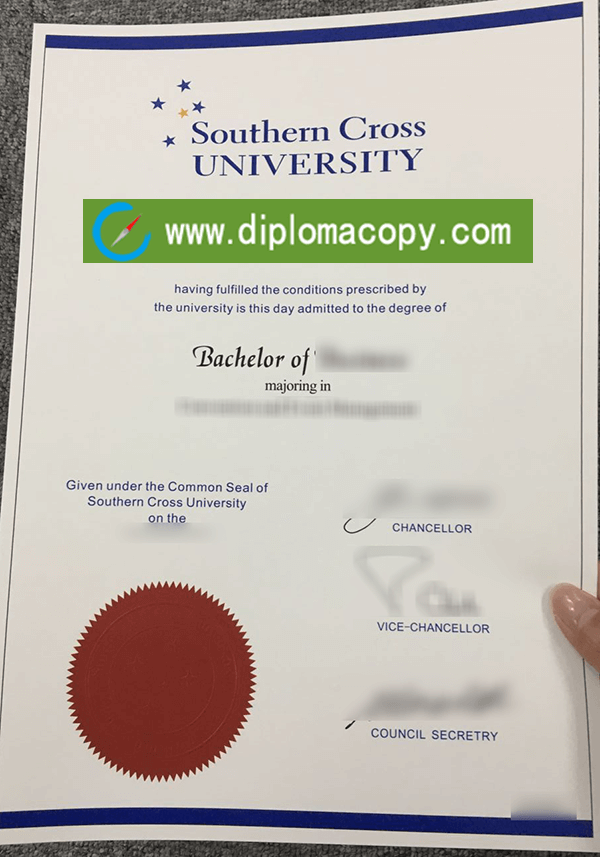 Southern Cross
UNIVERSITY
www.diplomacopy.com
having fulfilled the conditions prescribed by
the university is this day admitted to the degree of
Bachelor of
majoring in
Given under the Common Seal of
Southern Cross University
on the
CHANCELLOR
VICE-CHANCELLOR
COUNCIL SECRETRY